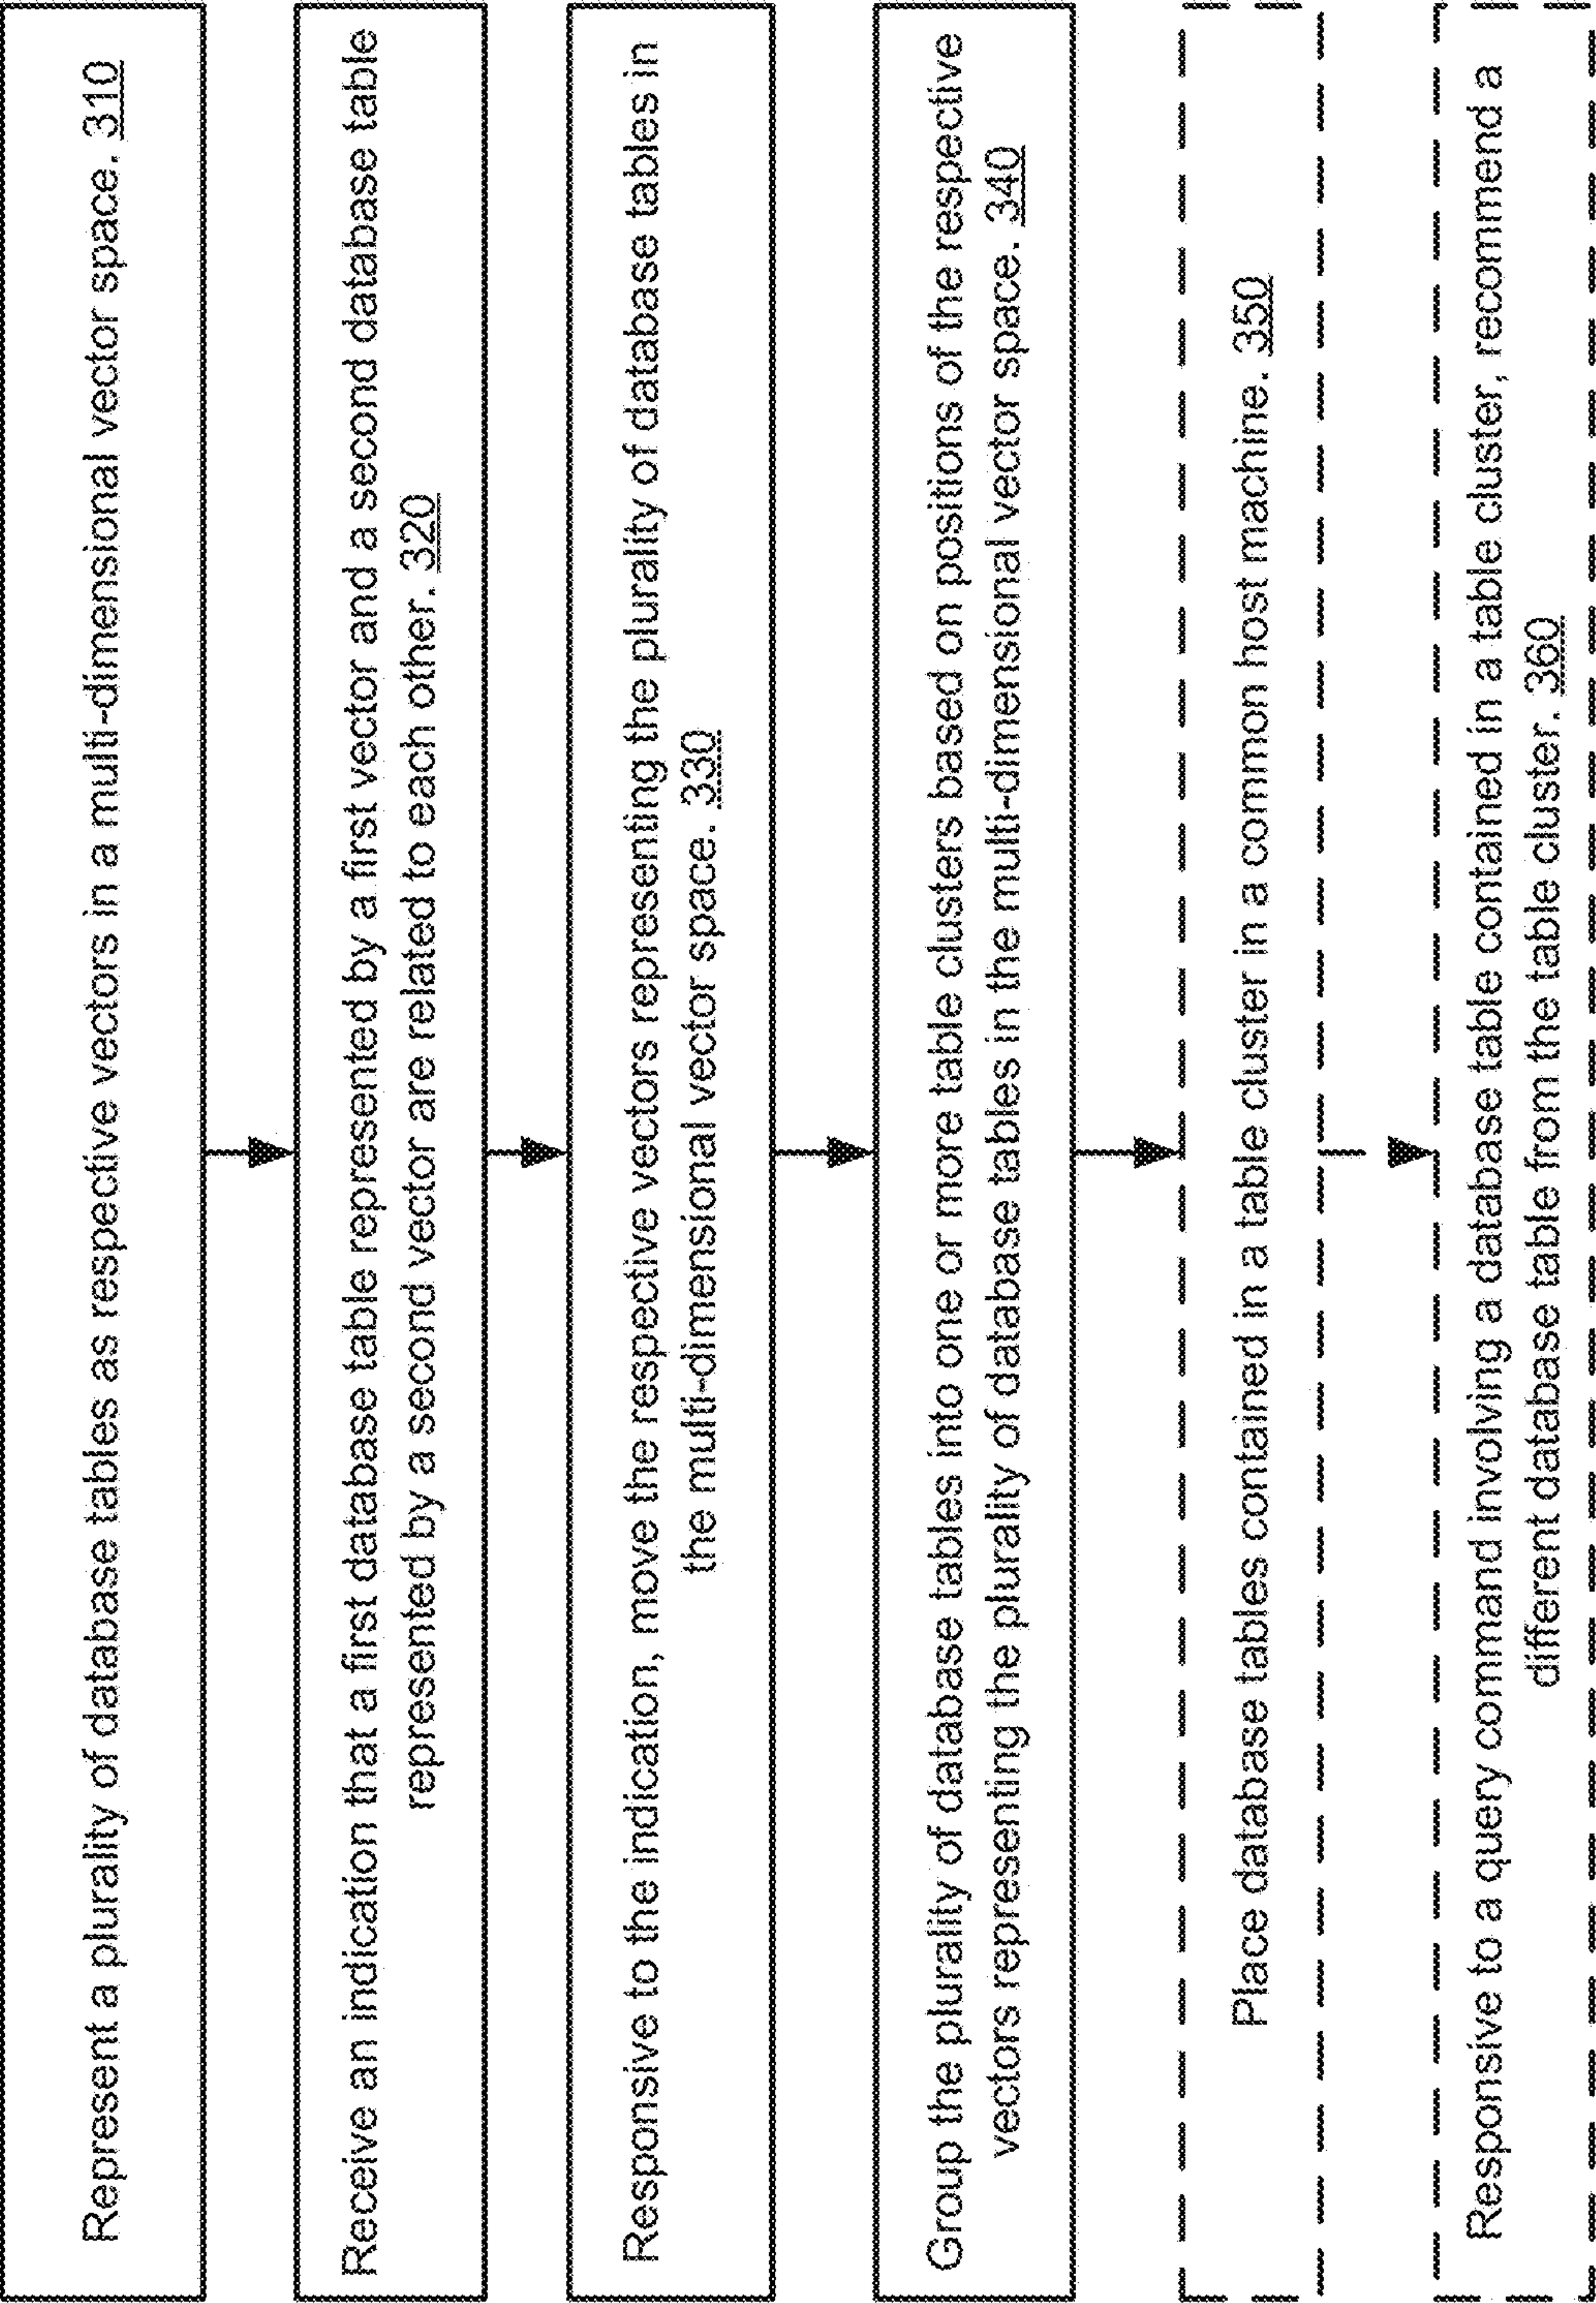 Represent a plurality of database tables as respective vectors in a multi-dimensional vector space. 310
Receive an indication that a first database table represented by a first vector and a second database table
represented by a second vector are related to each other. 320
Responsive to the indication, move the respective vectors representing the plurality of database tables in
the multi-dimensional vector space. 330
Group the plurality of database tables into one or more table clusters based on positions of the respective
vectors representing the plurality of database tables in the multi-dimensional vector space. 340
Place database tables contained in a table cluster in a common host machine. 350
Responsive to a query command involving a database table contained in a table cluster, recommend a
different database table from the table cluster. 360